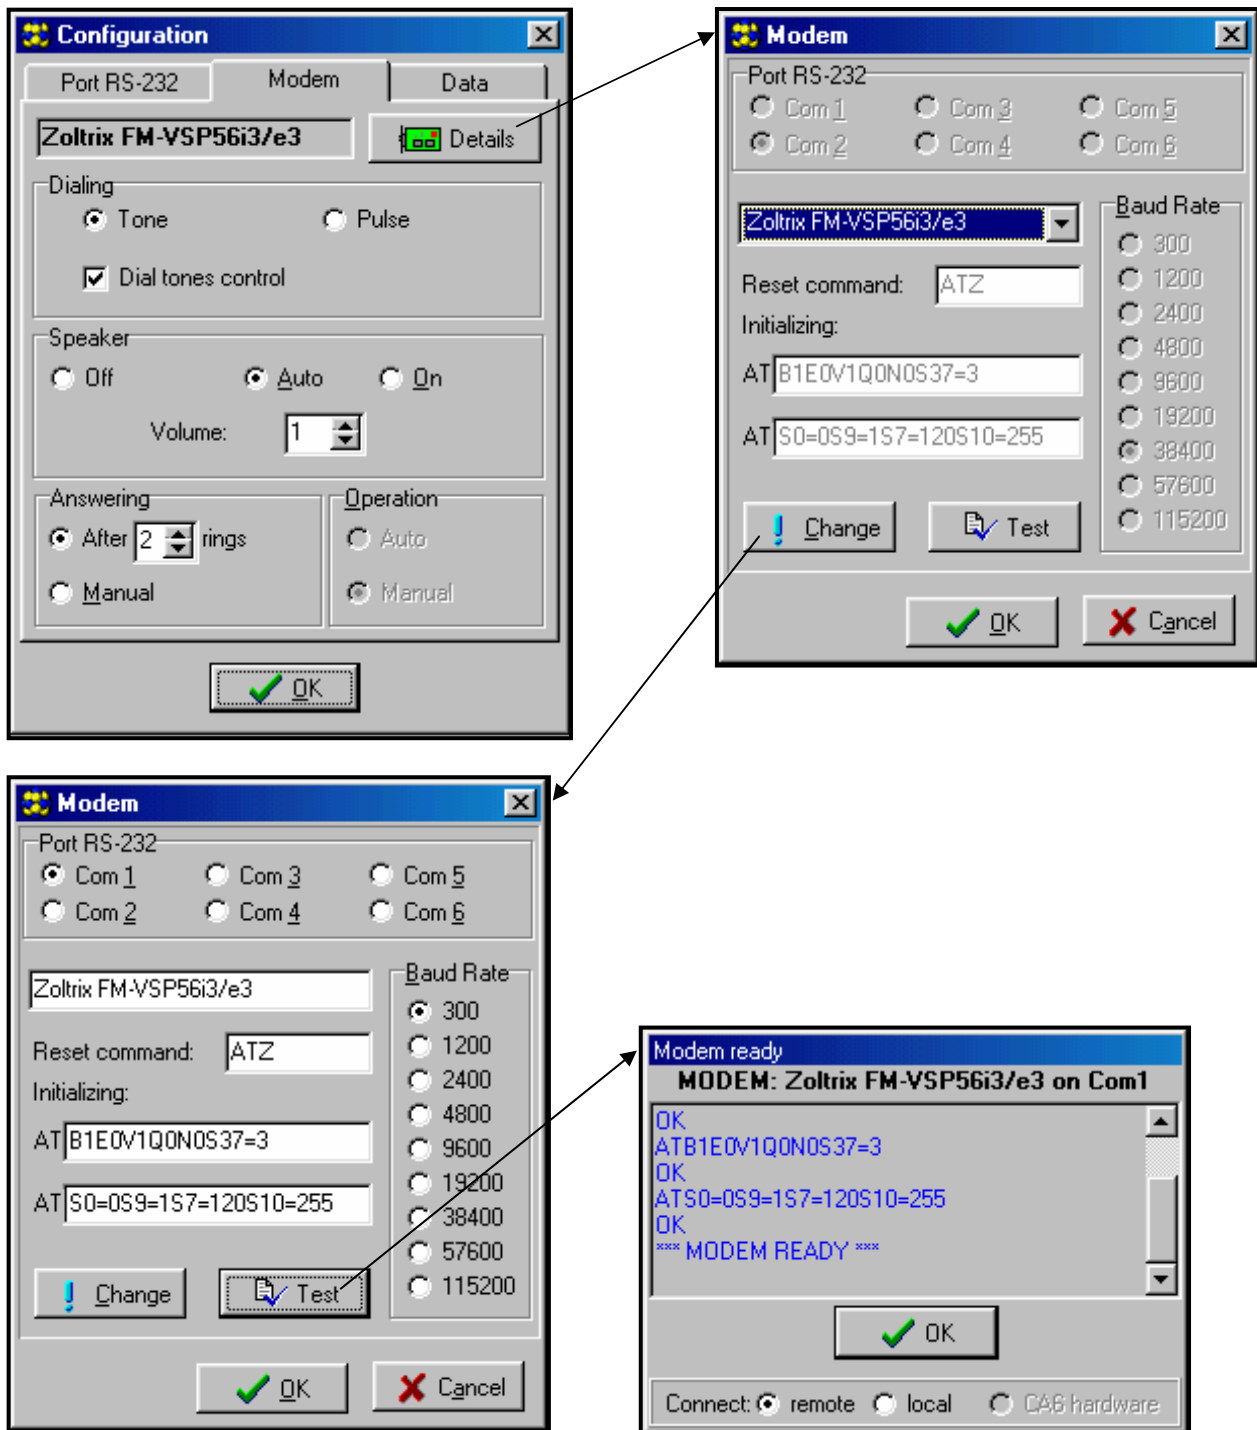 Configuration
Port RS-232 Modem Data
Zoltrix FM-VSP56i3/e3 Details
Dialing
Tone Pulse
Dial tones control
Speaker
Off Auto On
Volume: 1
Answering
After 2 rings
Manual
Operation
Auto
Manual
OK
Modem
Port RS-232
Com 1 Com 3 Com 5
Com 2 Com 4 Com 6
Zoltrix FM-VSP56i3/e3
Reset command: ATZ
Initializing:
AT B1E0V1Q0N0S37=3
AT S0=0S9=1S7=120S10=255
Baud Rate
300
1200
2400
4800
9600
19200
38400
57600
115200
Change Test
OK Cancel
Modem
Port RS-232
Com 1 Com 3 Com 5
Com 2 Com 4 Com 6
Zoltrix FM-VSP56i3/e3
Reset command: ATZ
Initializing:
AT B1E0V1Q0N0S37=3
AT S0=0S9=1S7=120S10=255
Baud Rate
300
1200
2400
4800
9600
19200
38400
57600
115200
Change Test
OK Cancel
Modem ready
MODEM: Zoltrix FM-VSP56i3/e3 on Com1
OK
ATB1E0V1Q0N0S37=3
OK
ATS0=0S9=1S7=120S10=255
OK
*** MODEM READY ***
OK
Connect: remote local CA6 hardware